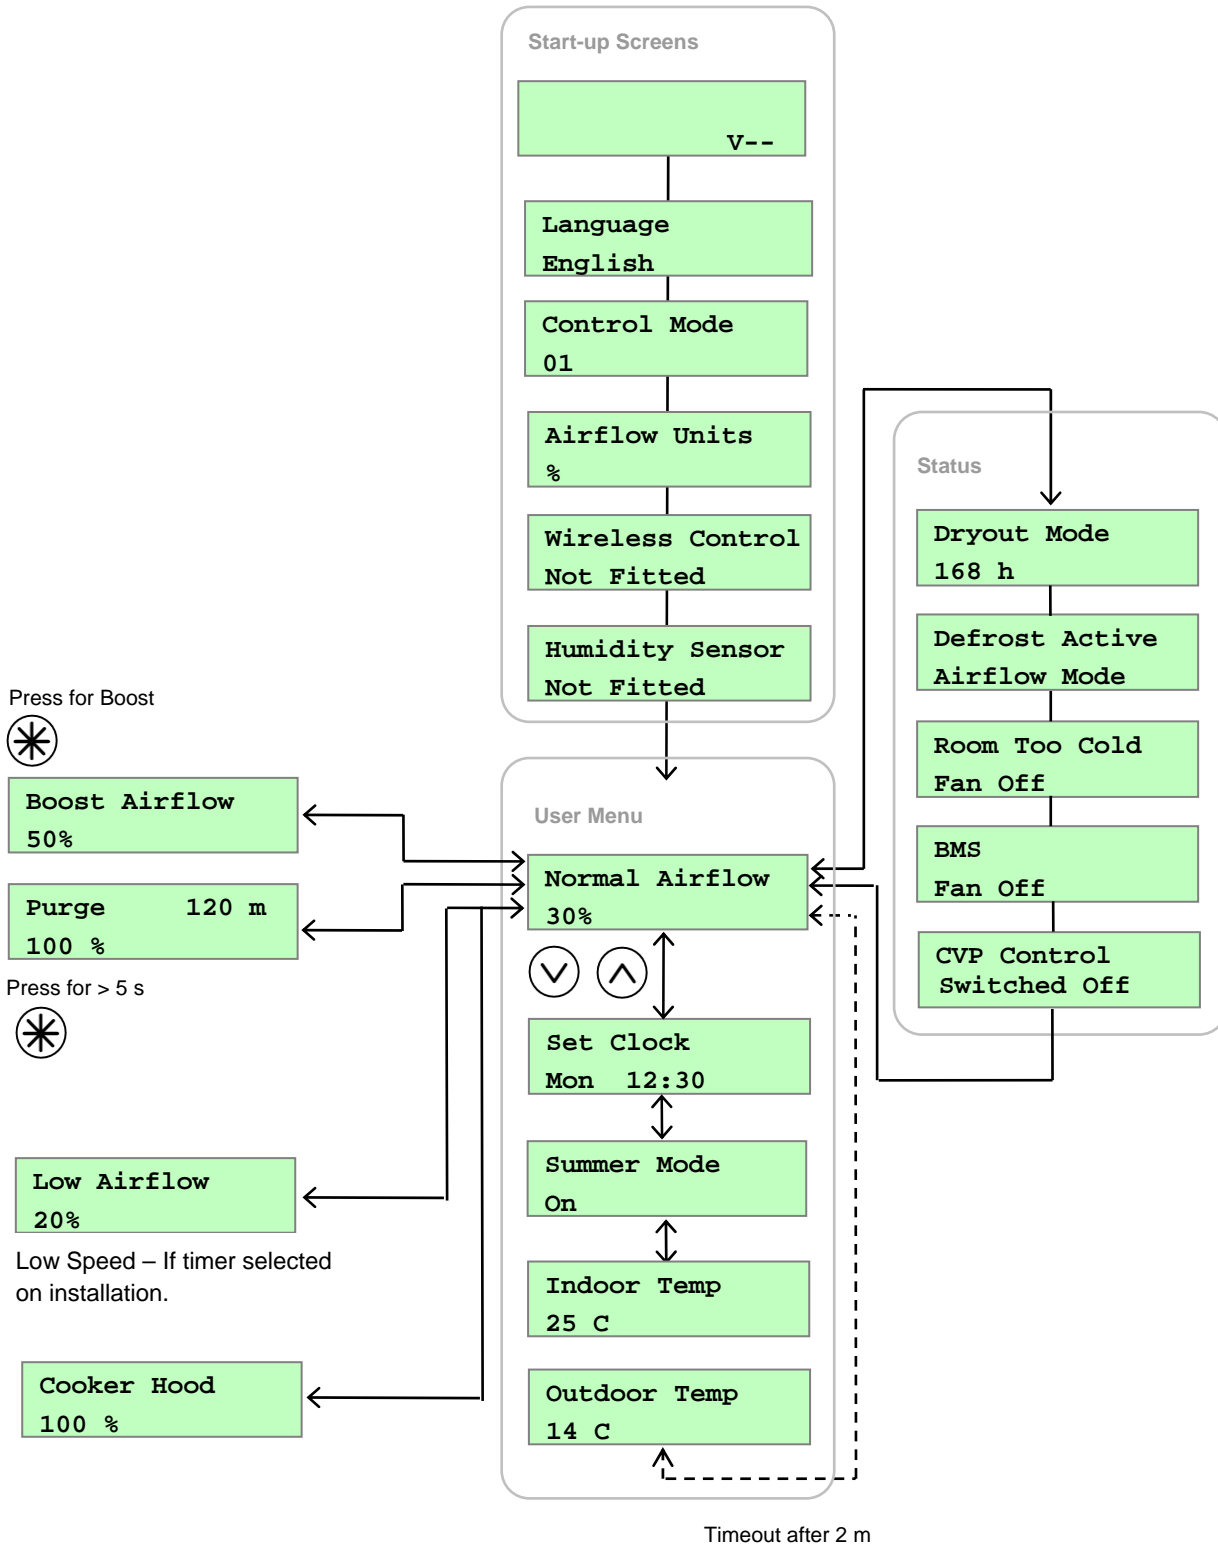 Start-up Screens
V--
Language
English
Control Mode
01
Airflow Units
%
Wireless Control
Not Fitted
Humidity Sensor
Not Fitted
Status
Dryout Mode
168 h
Defrost Active
Airflow Mode
Room Too Cold
Fan Off
BMS
Fan Off
CVP Control
Switched Off
Press for Boost
Boost Airflow
50%
Purge 120 m
100 %
Press for > 5 s
Low Airflow
20%
Low Speed – If timer selected
on installation.
Cooker Hood
100 %
User Menu
Normal Airflow
30%
Set Clock
Mon 12:30
Summer Mode
On
Indoor Temp
25 C
Outdoor Temp
14 C
Timeout after 2 m